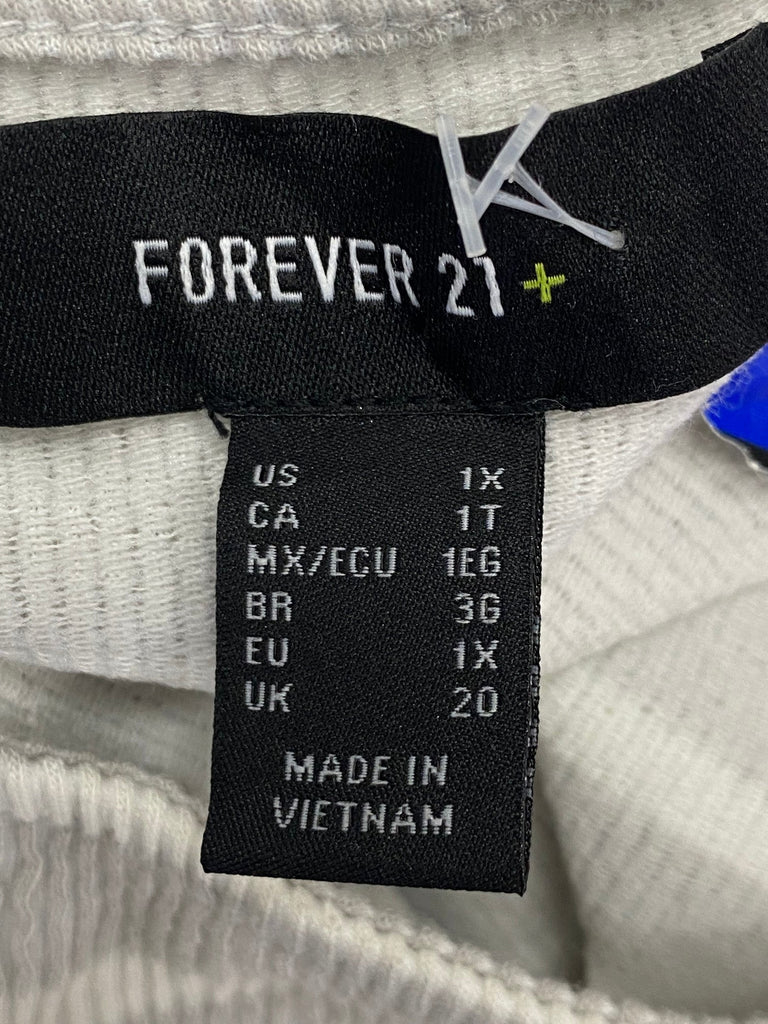 FOREVER 21 +
US 1X
CA 1T
MX/ECU 1EG
BR 3G
EU 1X
UK 20
MADE IN
VIETNAM